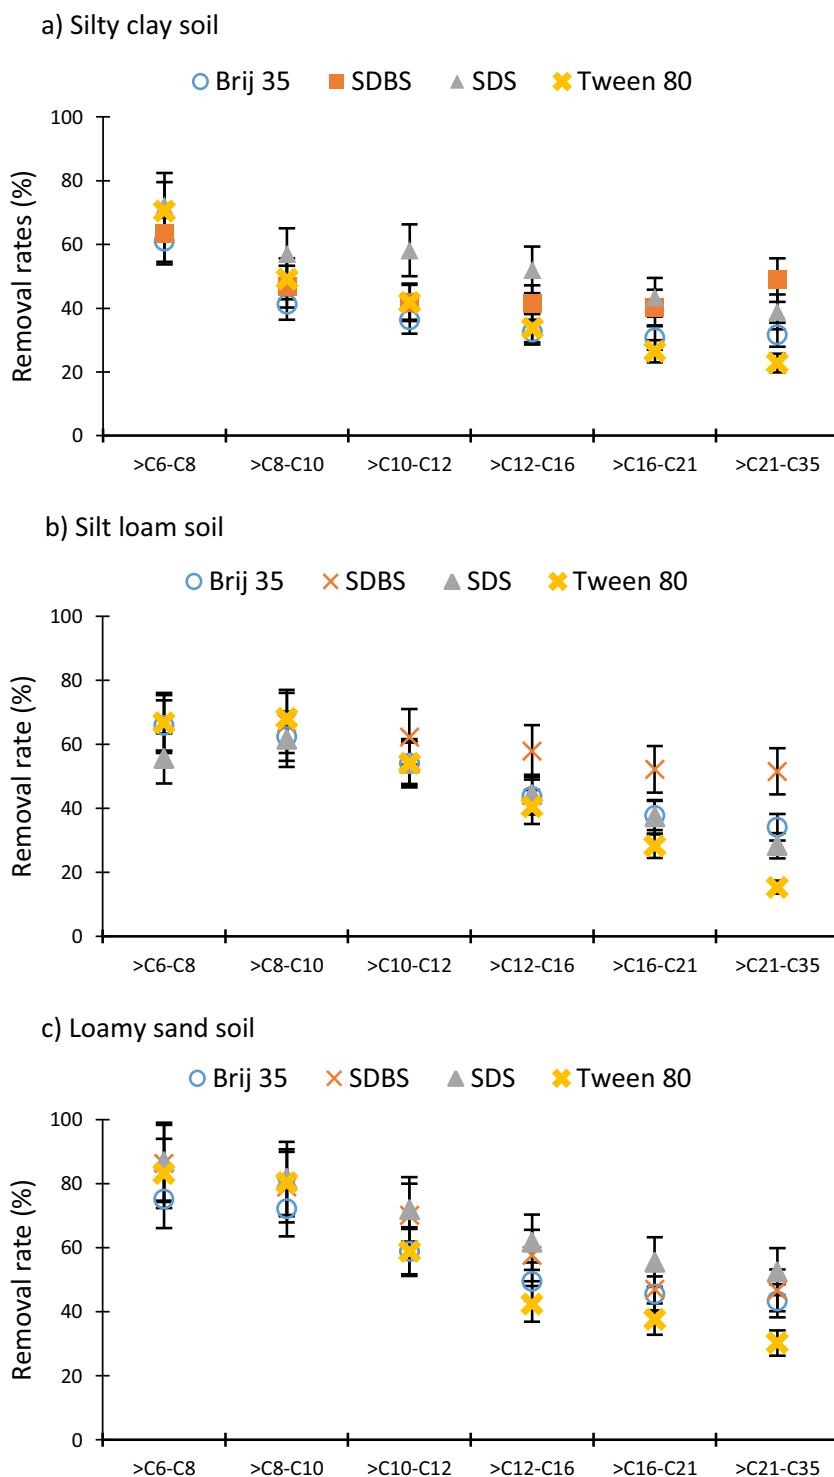 a) Silty clay soil
Brij 35 SDBS SDS Tween 80
Removal rates (%)
100
80
60
40
20
0
>C6-C8 >C8-C10 >C10-C12 >C12-C16 >C16-C21 >C21-C35
b) Silt loam soil
Brij 35 SDBS SDS Tween 80
Removal rate (%)
100
80
60
40
20
0
>C6-C8 >C8-C10 >C10-C12 >C12-C16 >C16-C21 >C21-C35
c) Loamy sand soil
Brij 35 SDBS SDS Tween 80
Removal rate (%)
100
80
60
40
20
0
>C6-C8 >C8-C10 >C10-C12 >C12-C16 >C16-C21 >C21-C35